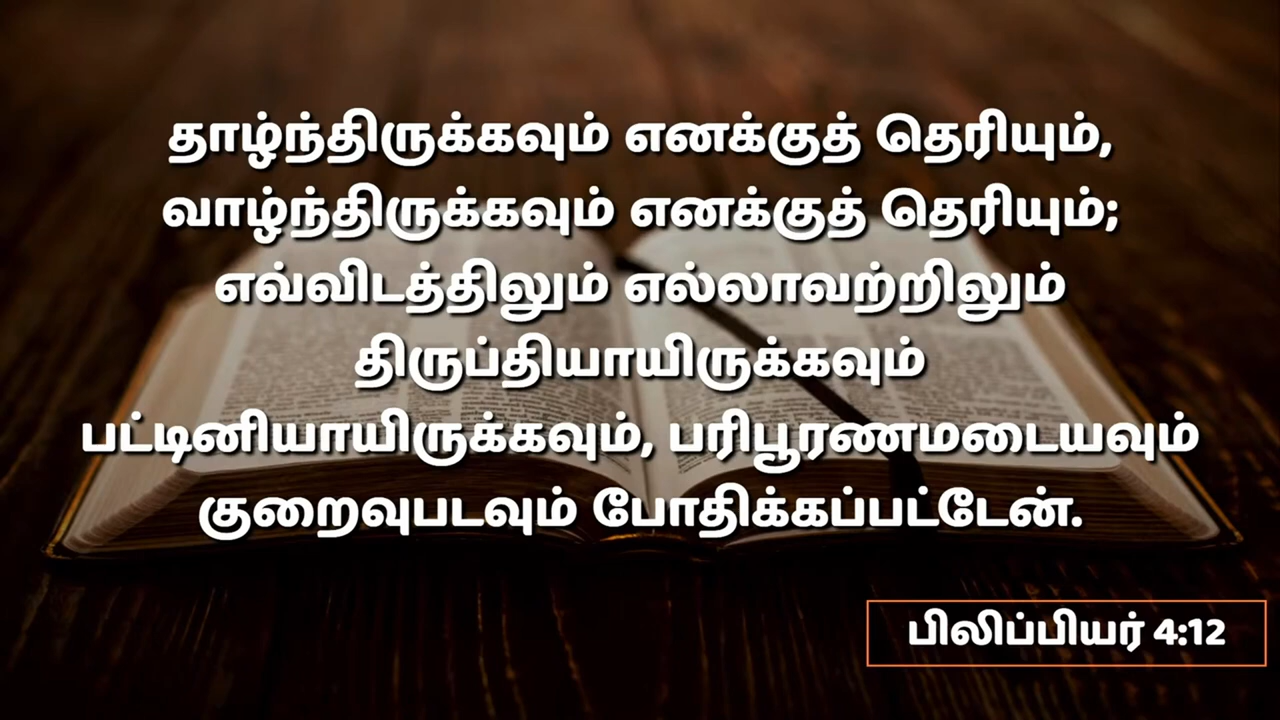 தாழ்ந்திருக்கவும் எனக்குத் தெரியும்,
வாழ்ந்திருக்கவும் எனக்குத் தெரியும்;
எவ்விடத்திலும் எல்லாவற்றிலும்
திருப்தியாயிருக்கவும்
பட்டினியாயிருக்கவும், பரிபூரணமடையவும்
குறைவுபடவும் போதிக்கப்பட்டேன்.
பிலிப்பியர் 4:12